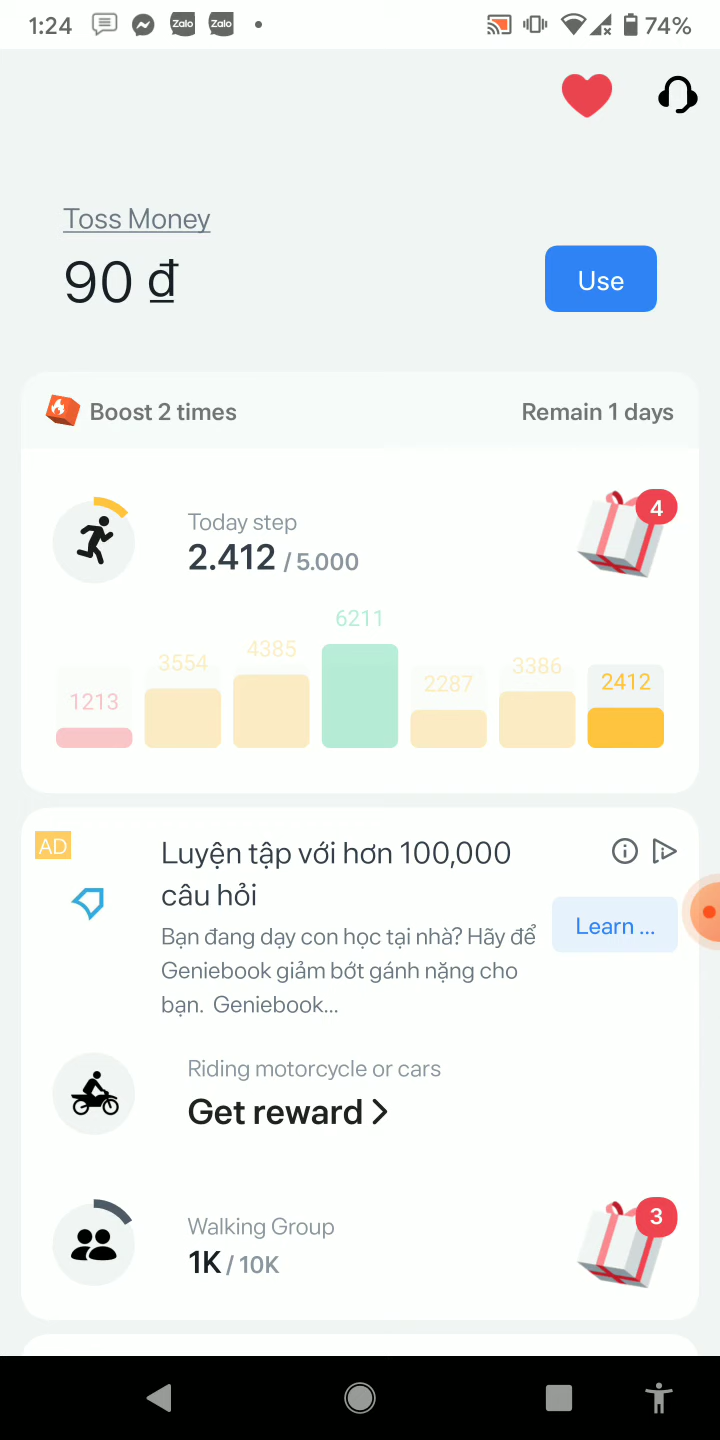 1:24
Zalo
Zalo
74%
Toss Money
90 ₫
Use
Boost 2 times
Remain 1 days
4
Today step
2.412 / 5.000
6211
4385
3554
3386
2412
2287
1213
AD
Luyện tập với hơn 100,000
câu hỏi
Bạn đang dạy con học tại nhà? Hãy để
Geniebook giảm bớt gánh nặng cho
bạn. Geniebook...
Learn ...
Riding motorcycle or cars
Get reward
3
Walking Group
1K / 10K